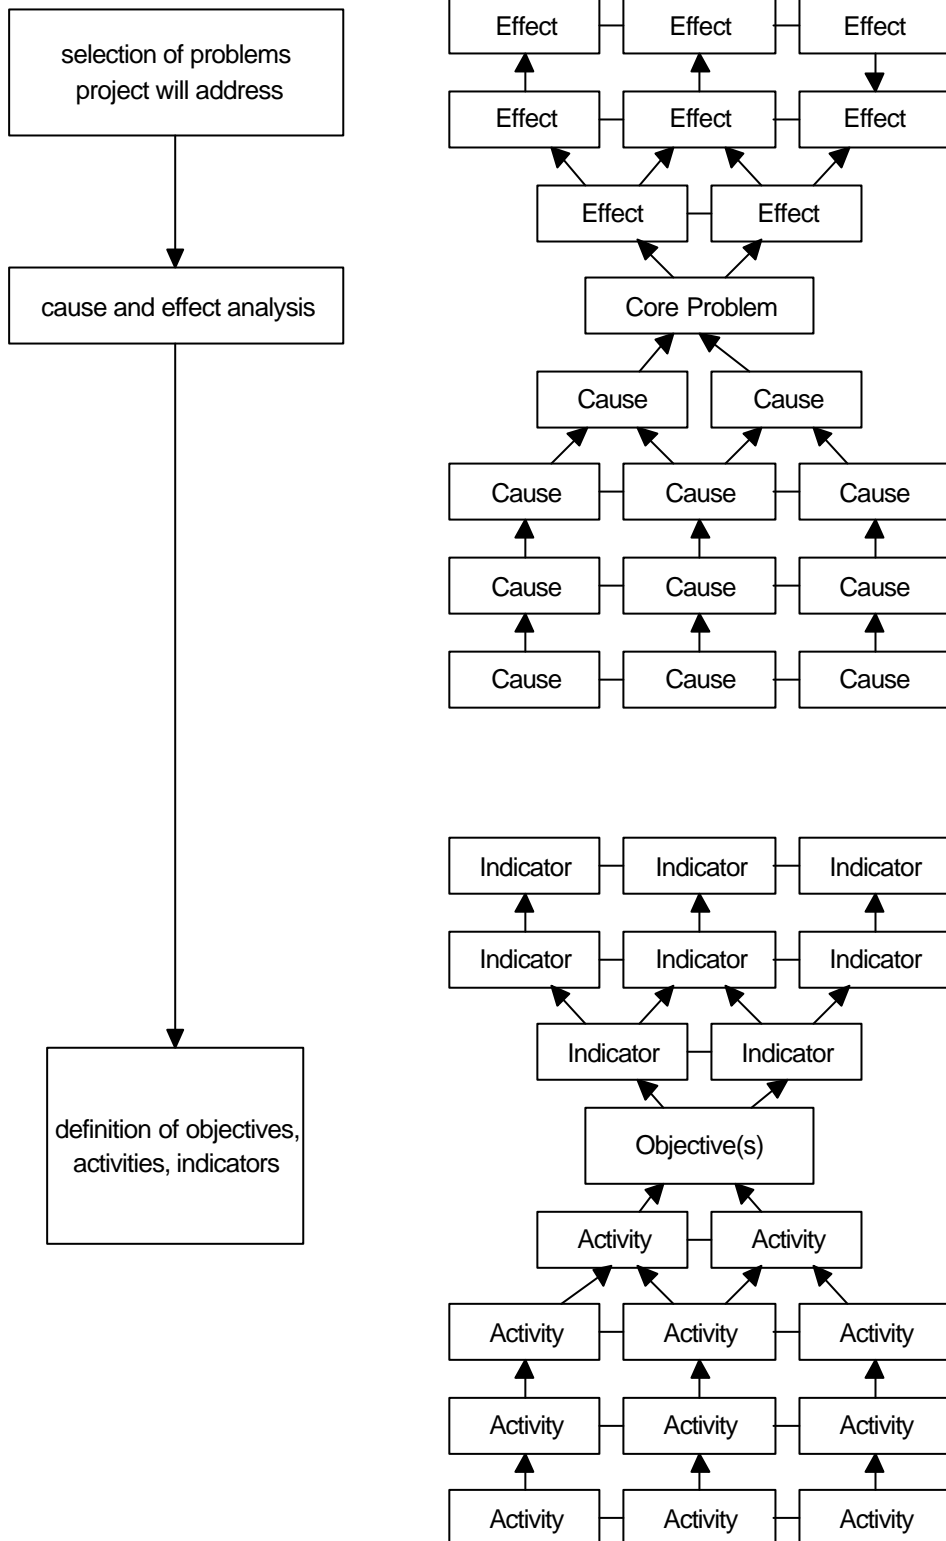 selection of problems
project will address
cause and effect analysis
definition of objectives,
activities, indicators
Effect Effect Effect
Effect Effect Effect
Effect Effect
Core Problem
Cause Cause
Cause Cause Cause
Cause Cause Cause
Cause Cause Cause
Indicator Indicator Indicator
Indicator Indicator Indicator
Indicator Indicator
Objective(s)
Activity Activity
Activity Activity Activity
Activity Activity Activity
Activity Activity Activity